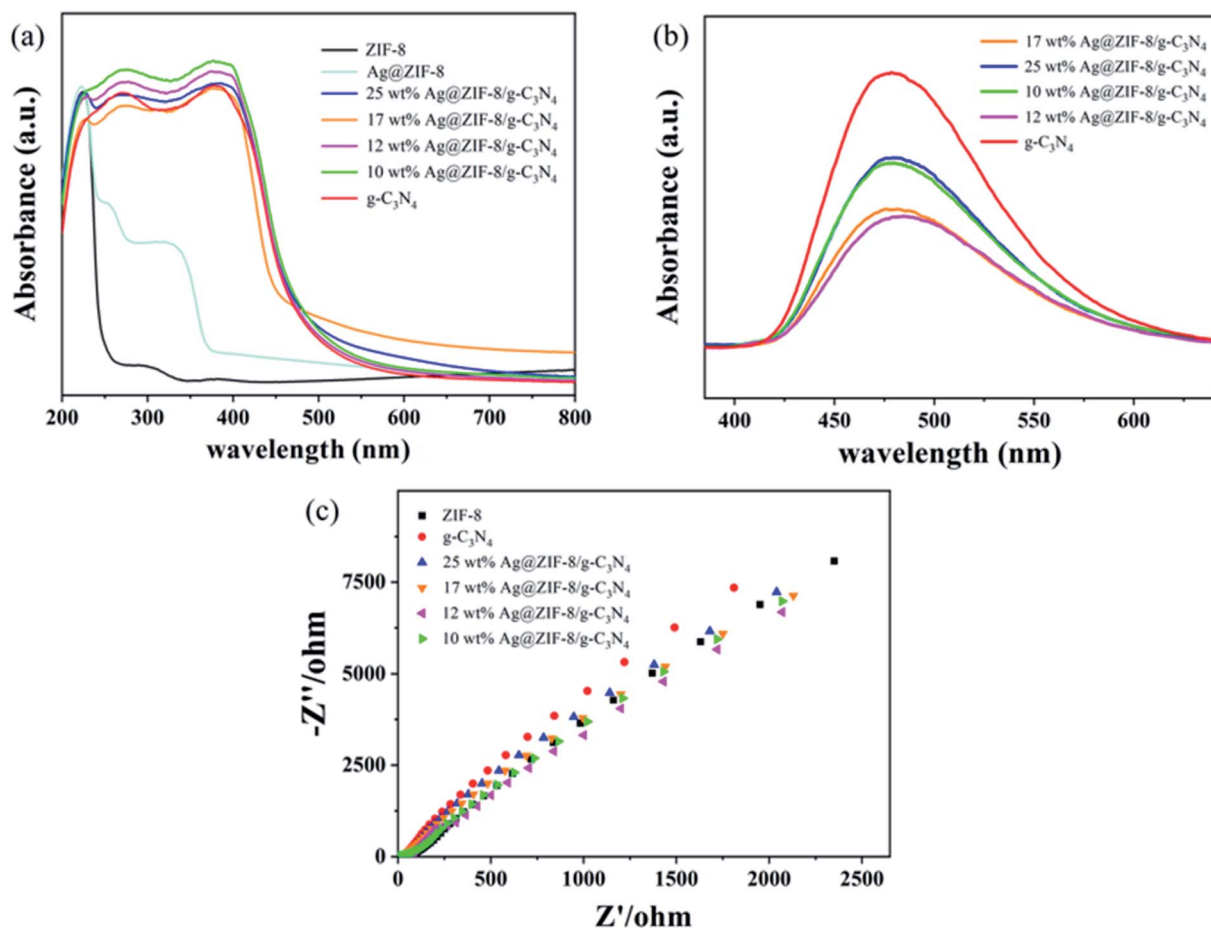 (a)
ZIF-8
Ag@ZIF-8
25 wt% Ag@ZIF-8/g-C₃N₄
17 wt% Ag@ZIF-8/g-C₃N₄
12 wt% Ag@ZIF-8/g-C₃N₄
10 wt% Ag@ZIF-8/g-C₃N₄
g-C₃N₄
Absorbance (a.u.)
200 300 400 500 600 700 800
wavelength (nm)
(b)
17 wt% Ag@ZIF-8/g-C₃N₄
25 wt% Ag@ZIF-8/g-C₃N₄
10 wt% Ag@ZIF-8/g-C₃N₄
12 wt% Ag@ZIF-8/g-C₃N₄
g-C₃N₄
Absorbance (a.u.)
400 450 500 550 600
wavelength (nm)
(c)
ZIF-8
g-C₃N₄
25 wt% Ag@ZIF-8/g-C₃N₄
17 wt% Ag@ZIF-8/g-C₃N₄
12 wt% Ag@ZIF-8/g-C₃N₄
10 wt% Ag@ZIF-8/g-C₃N₄
-Z''/ohm
7500
5000
2500
0
0 500 1000 1500 2000 2500
Z'/ohm